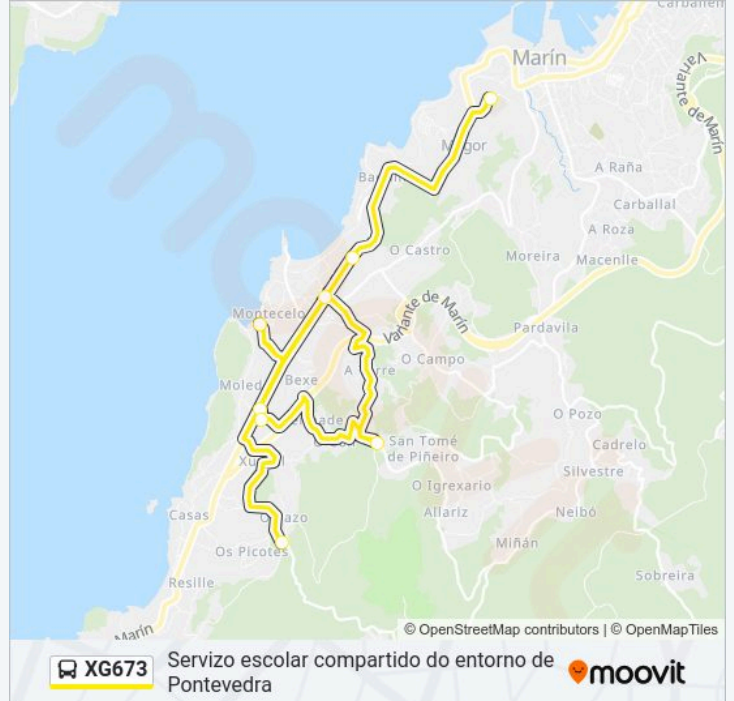 Carballeira
Marín
Variante de Marín
A Raña
Carballal
A Roza
O Castro
Moreira
Macenlle
Montecelo
Variante de Marín
Pardavila
O Campo
Bexe
O Pozo
San Tomé
de Piñeiro
Cadrelo
Silvestre
O Igrexario
Casas
Allariz
Neibó
Os Picotes
Miñán
Resille
Sobreira
Marín
© OpenStreetMap contributors | © OpenMapTiles
XG673
Servizo escolar compartido do entorno de
Pontevedra
moovit